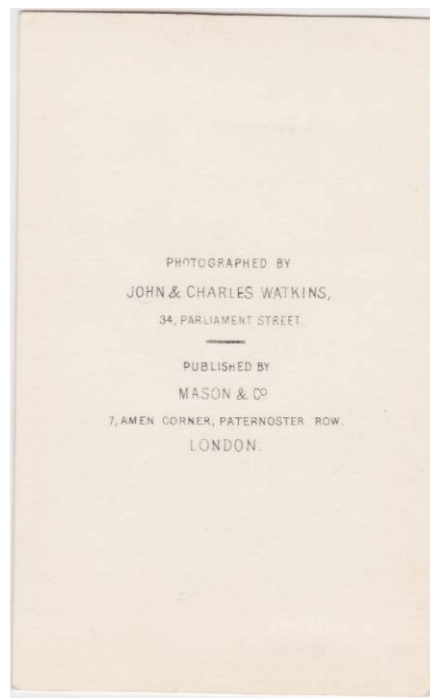 PHOTOGRAPHED BY
JOHN & CHARLES WATKINS,
34, PARLIAMENT STREET.
PUBLISHED BY
MASON & Cº
7, AMEN CORNER, PATERNOSTER ROW.
LONDON.